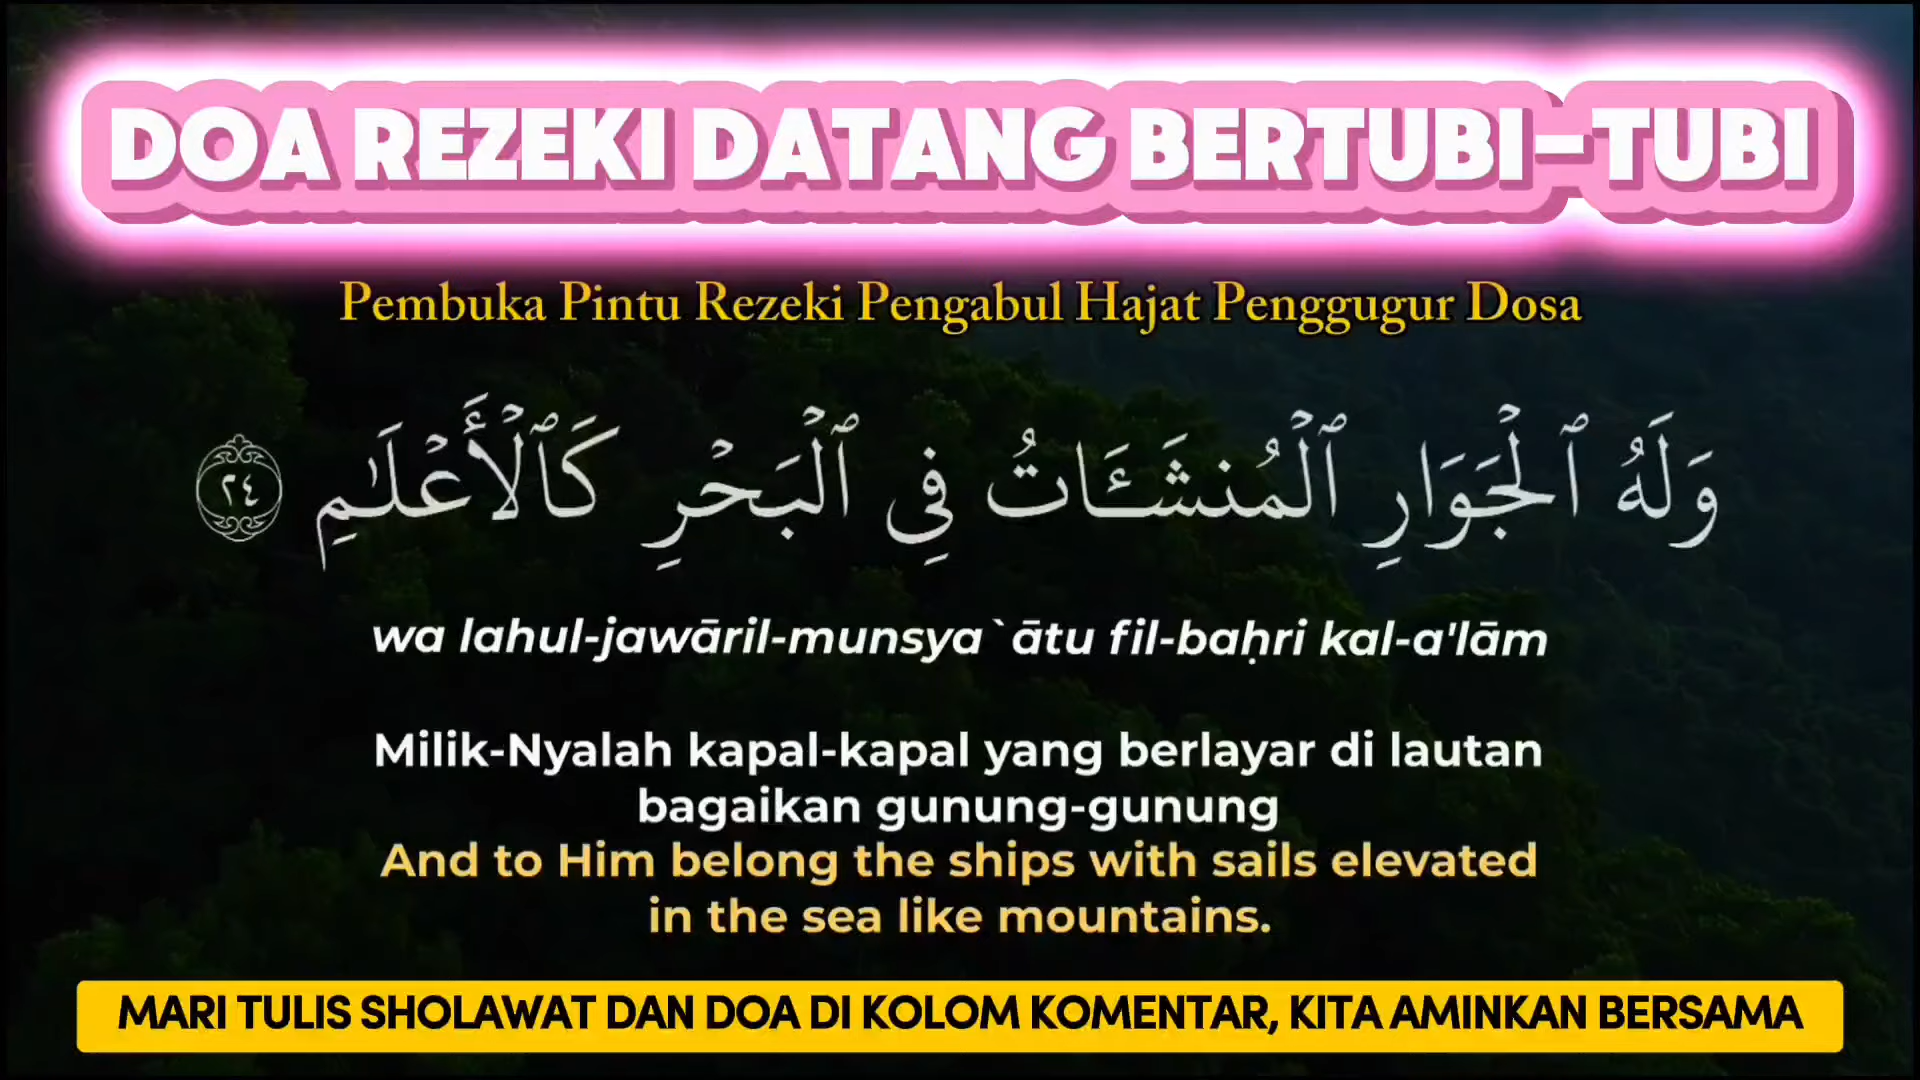 DOA REZEKI DATANG BERTUBI-TUBI
Pembuka Pintu Rezeki Pengabul Hajat Penggugur Dosa
وَلَهُ ٱلْجَوَارِ ٱلْمُنشَـَٔاتُ فِى ٱلْبَحْرِ كَٱلْأَعْلَـٰمِ ٢٤
wa lahul-jawāril-munsya`ātu fil-baḥri kal-a'lām
Milik-Nyalah kapal-kapal yang berlayar di lautan
bagaikan gunung-gunung
And to Him belong the ships with sails elevated
in the sea like mountains.
MARI TULIS SHOLAWAT DAN DOA DI KOLOM KOMENTAR, KITA AMINKAN BERSAMA